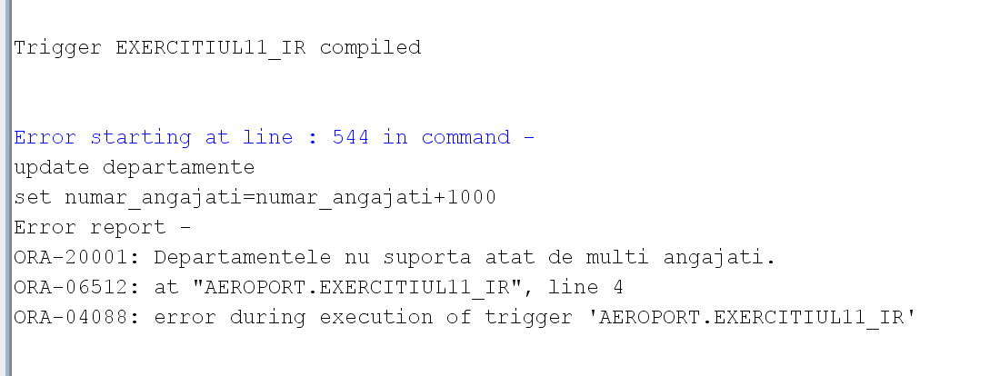 Trigger EXERCITIUL11_IR compiled
Error starting at line : 544 in command -
update departamente
set numar_angajati=numar_angajati+1000
Error report -
ORA-20001: Departamentele nu suporta atat de multi angajati.
ORA-06512: at "AEROPORT.EXERCITIUL11_IR", line 4
ORA-04088: error during execution of trigger 'AEROPORT.EXERCITIUL11_IR'